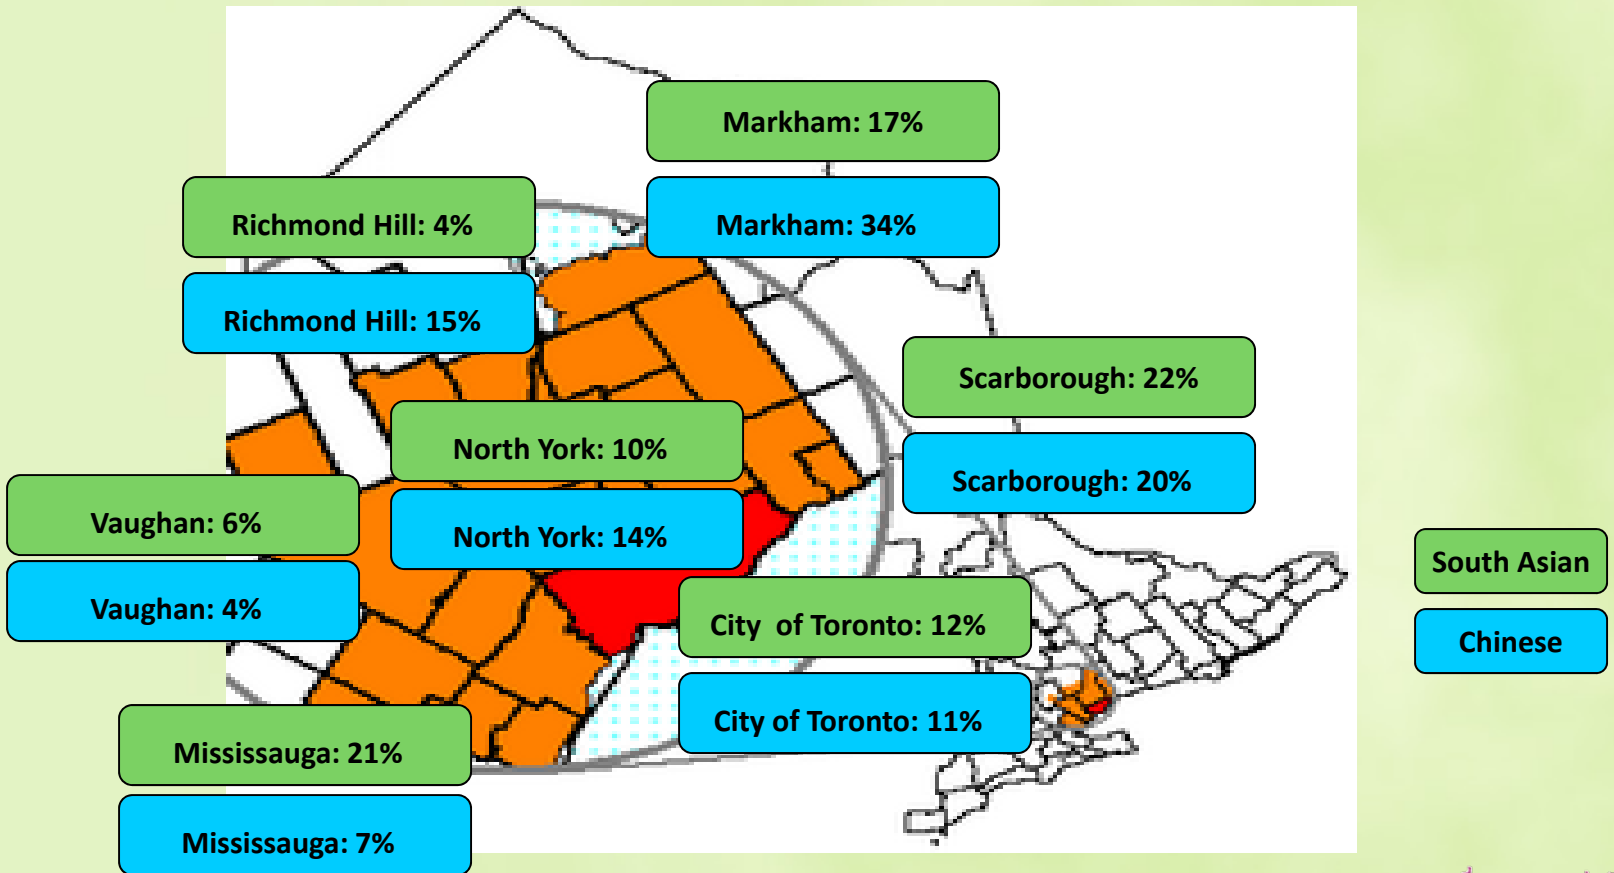 Markham: 17%
Markham: 34%
Richmond Hill: 4%
Richmond Hill: 15%
Scarborough: 22%
Scarborough: 20%
North York: 10%
North York: 14%
Vaughan: 6%
Vaughan: 4%
South Asian
Chinese
City of Toronto: 12%
City of Toronto: 11%
Mississauga: 21%
Mississauga: 7%